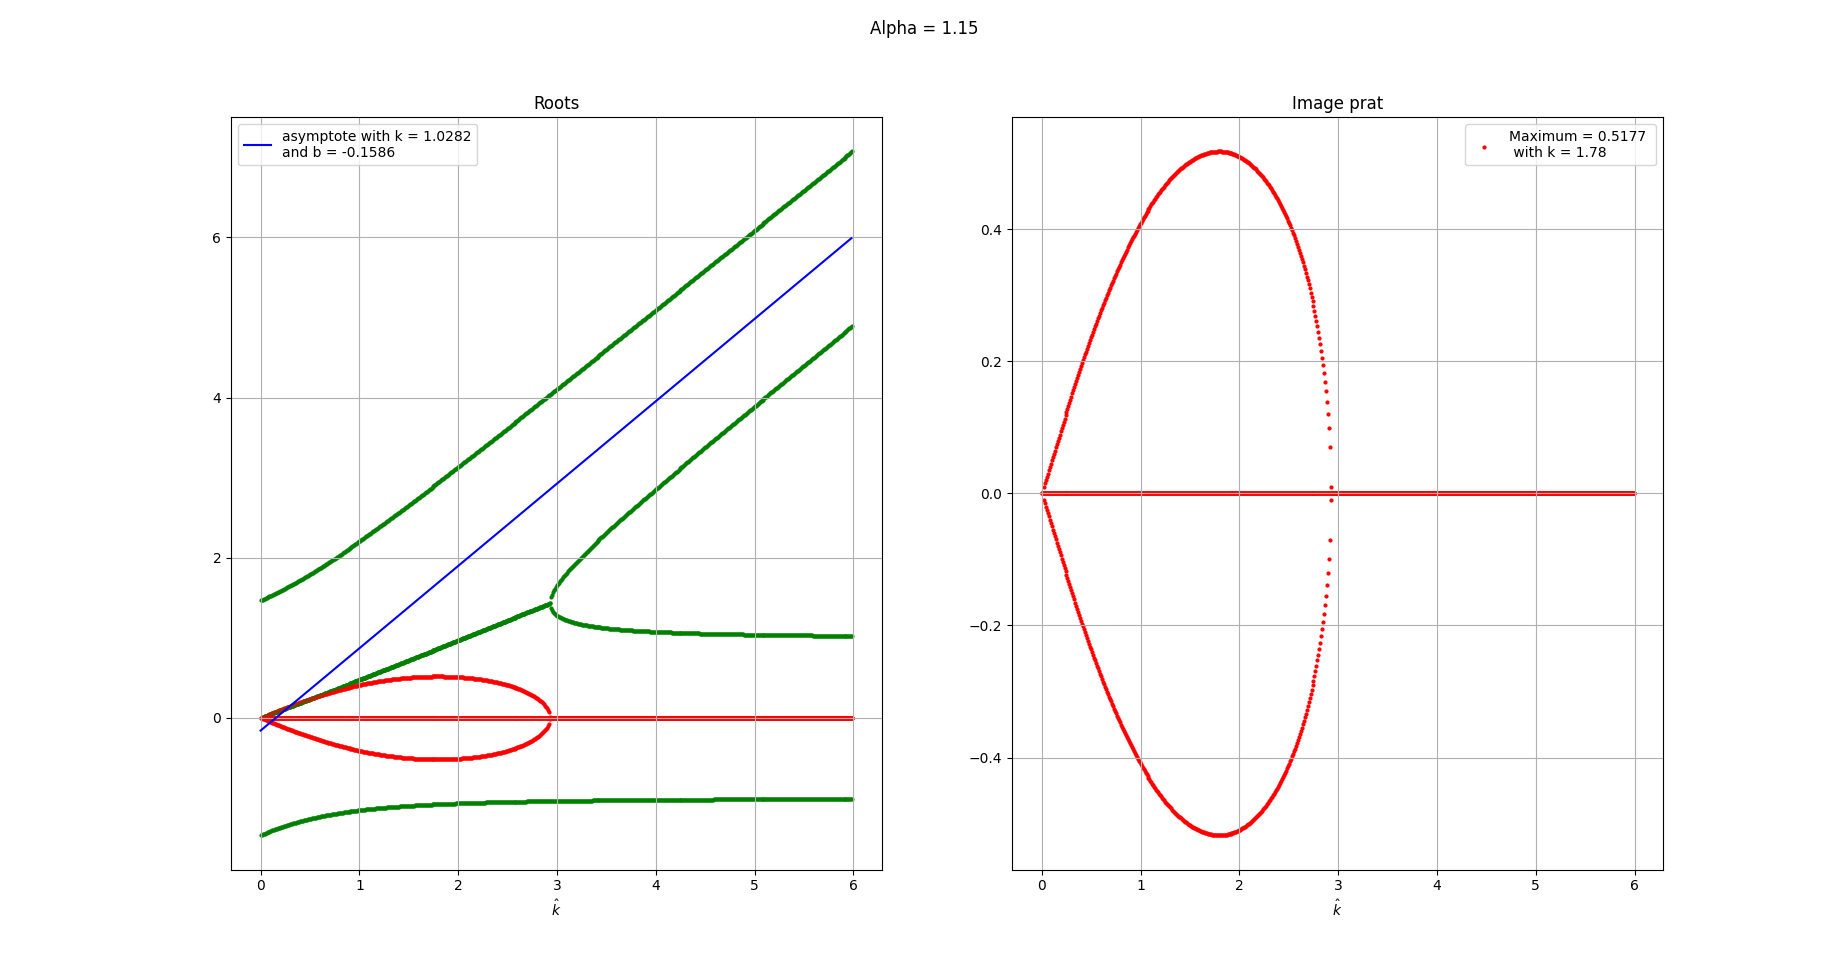 Alpha = 1.15
Roots
asymptote with k = 1.0282
and b = -0.1586
6
4
2
0
0 1 2 3 4 5 6
k̂
Image prat
Maximum = 0.5177
with k = 1.78
0.4
0.2
0.0
−0.2
−0.4
0 1 2 3 4 5 6
k̂